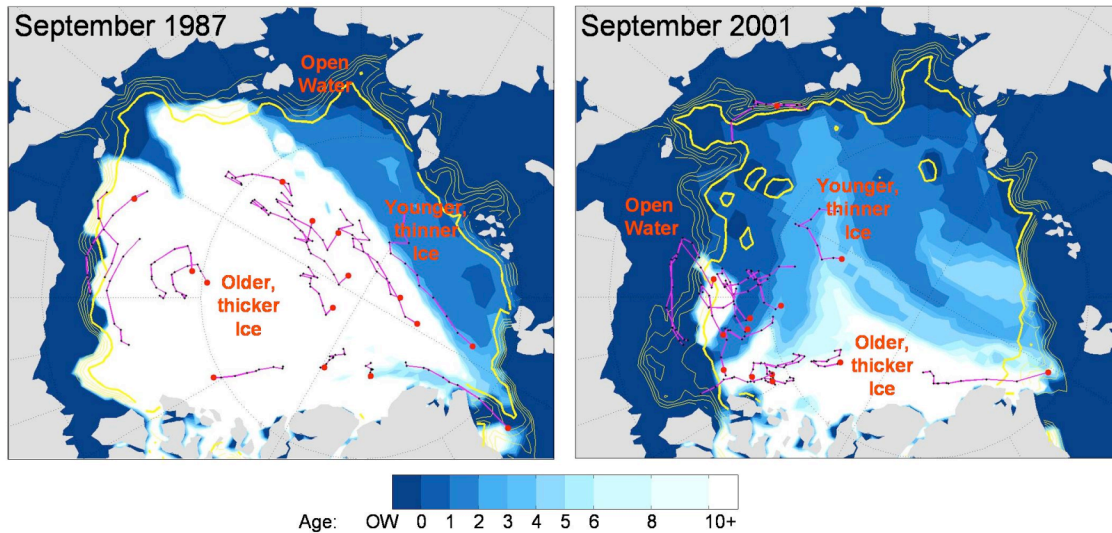 September 1987
Open
Water
Younger,
thinner
Ice
Older,
thicker
Ice
September 2001
Open
Water
Younger,
thinner
Ice
Older,
thicker
Ice
Age: OW 0 1 2 3 4 5 6 8 10+